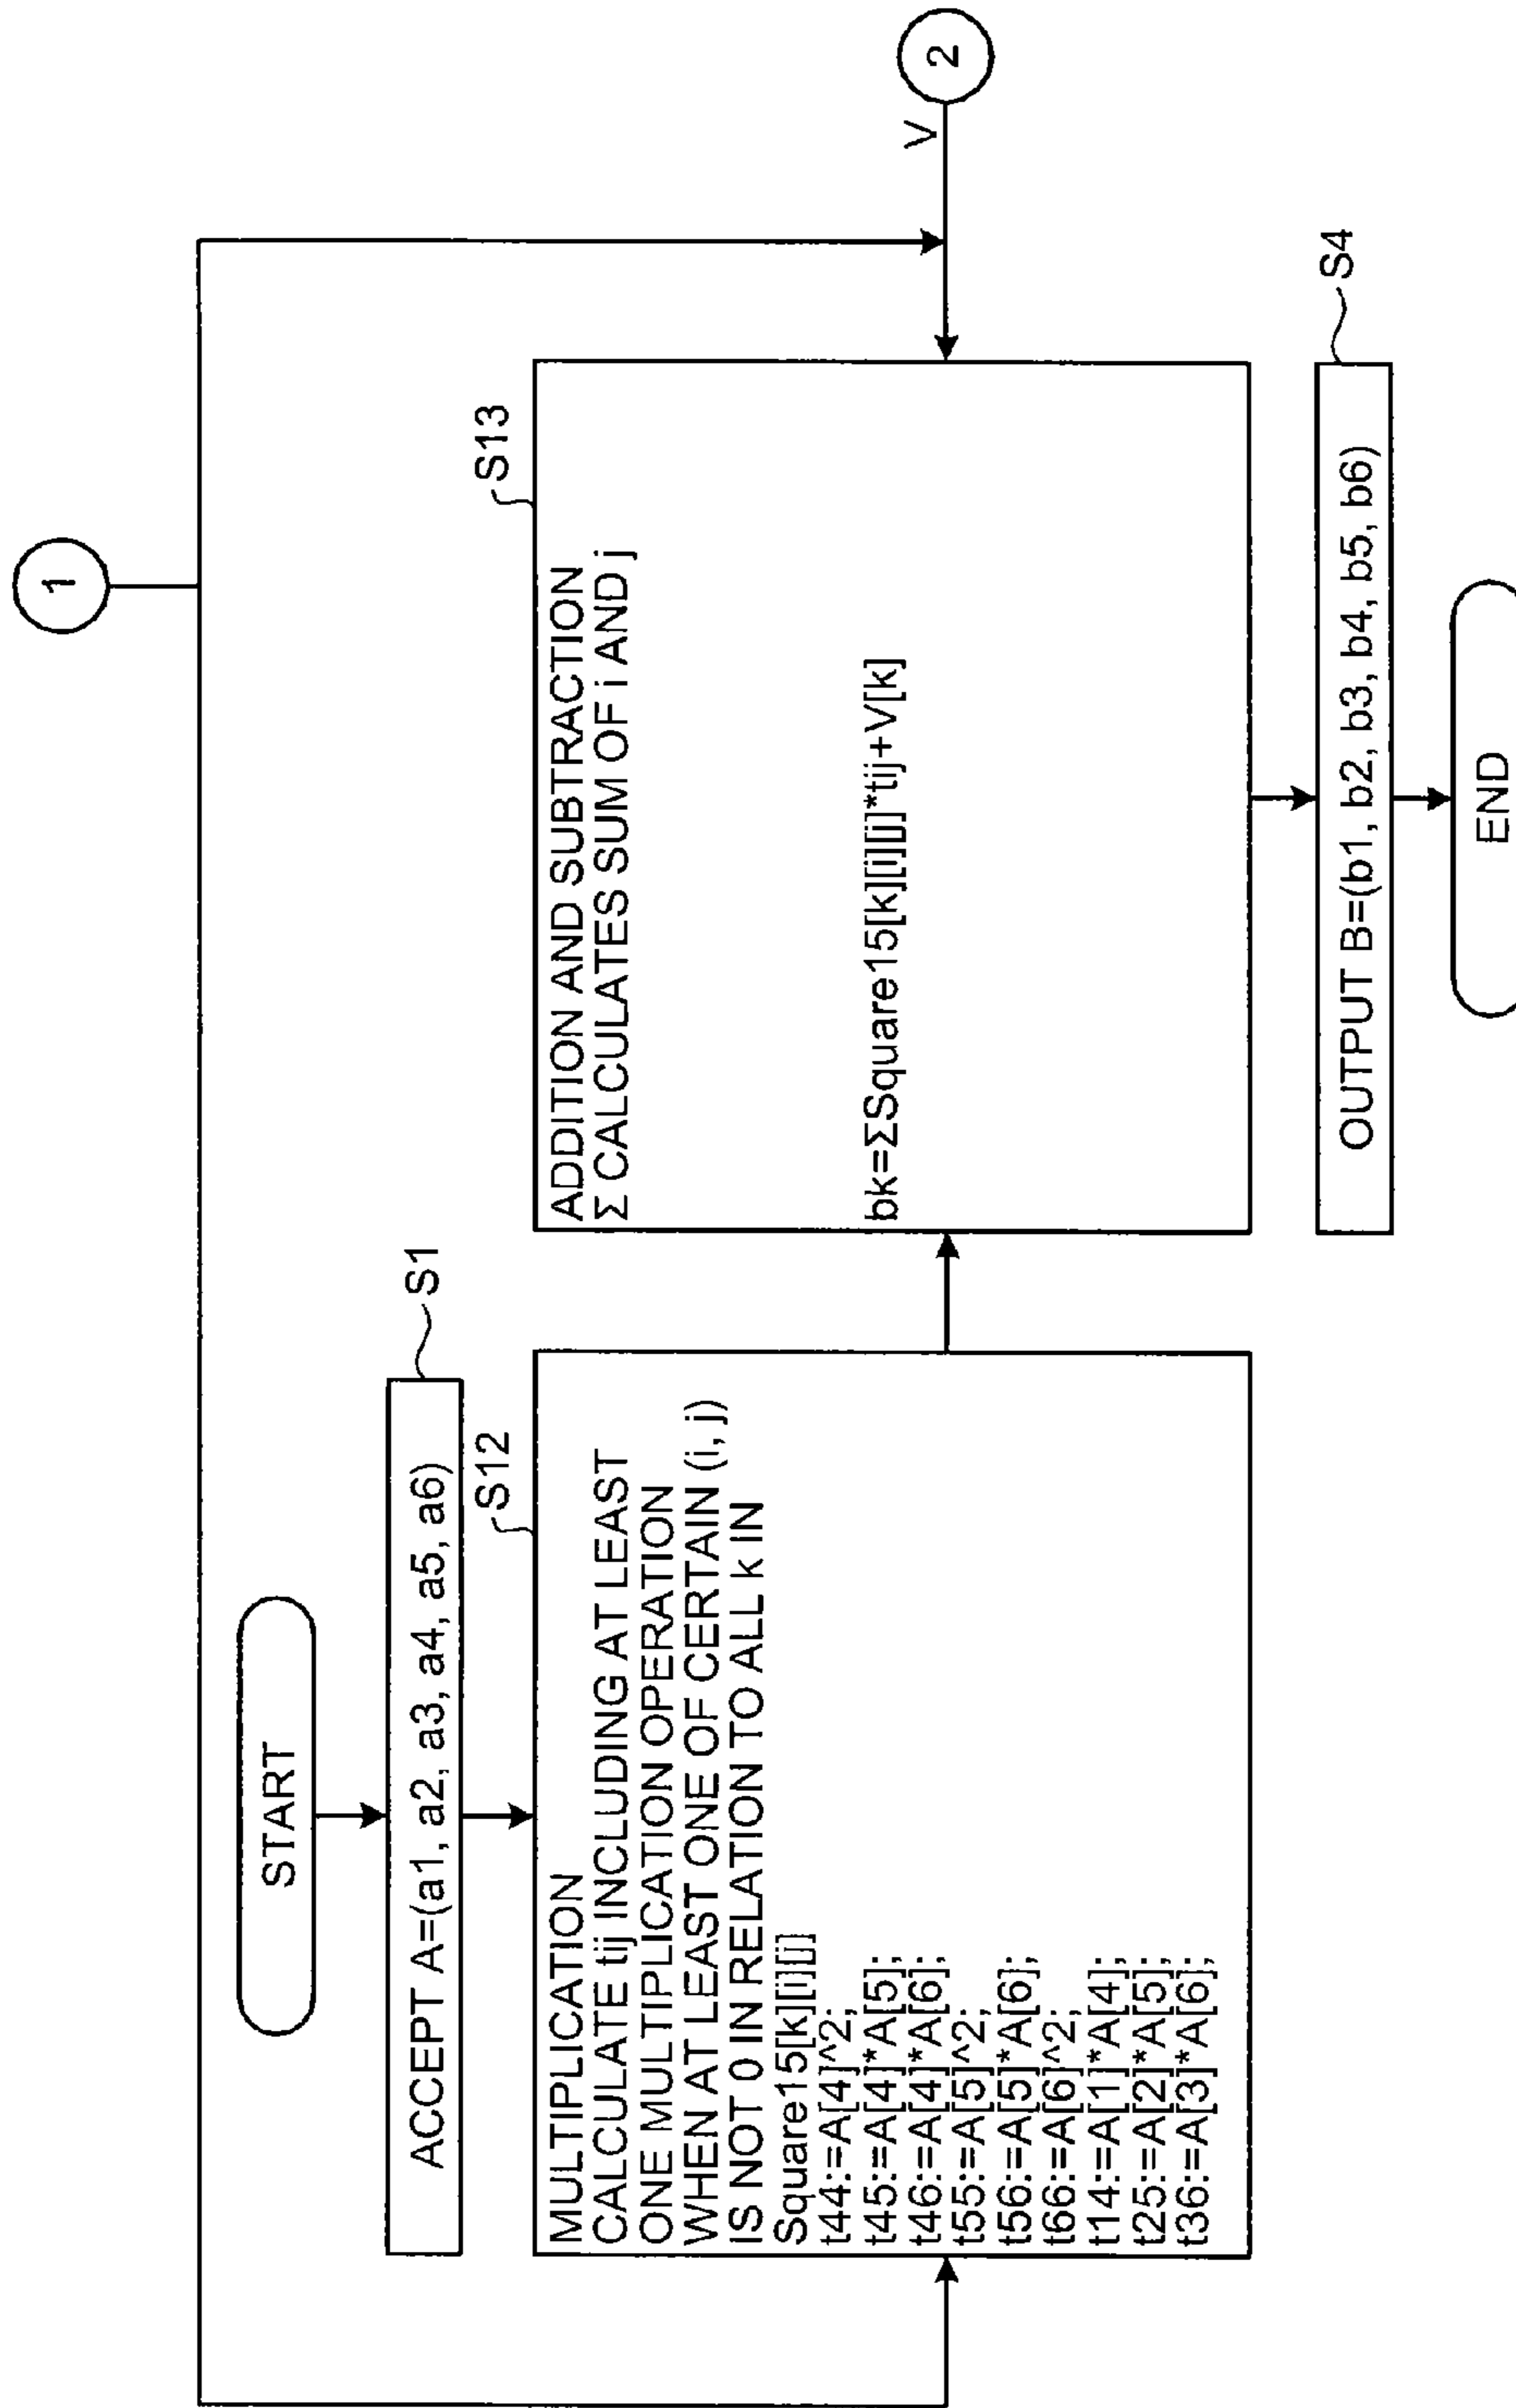 1
START
ACCEPT A=(a1, a2, a3, a4, a5, a6)
S1
MULTIPLICATION
CALCULATE tij INCLUDING AT LEAST
ONE MULTIPLICATION OPERATION
WHEN AT LEAST ONE OF CERTAIN (i, j)
IS NOT 0 IN RELATION TO ALL k IN
Square15[k][i][j]
t44:=A[4]^2;
t45:=A[4]*A[5];
t46:=A[4]*A[6];
t55:=A[5]^2;
t56:=A[5]*A[6];
t66:=A[6]^2;
t14:=A[1]*A[4];
t25:=A[2]*A[5];
t36:=A[3]*A[6];
S12
ADDITION AND SUBTRACTION
Σ CALCULATES SUM OF i AND j
bk=ΣSquare15[k][i][j]*tij+V[k]
S13
V
2
OUTPUT B=(b1, b2, b3, b4, b5, b6)
S4
END